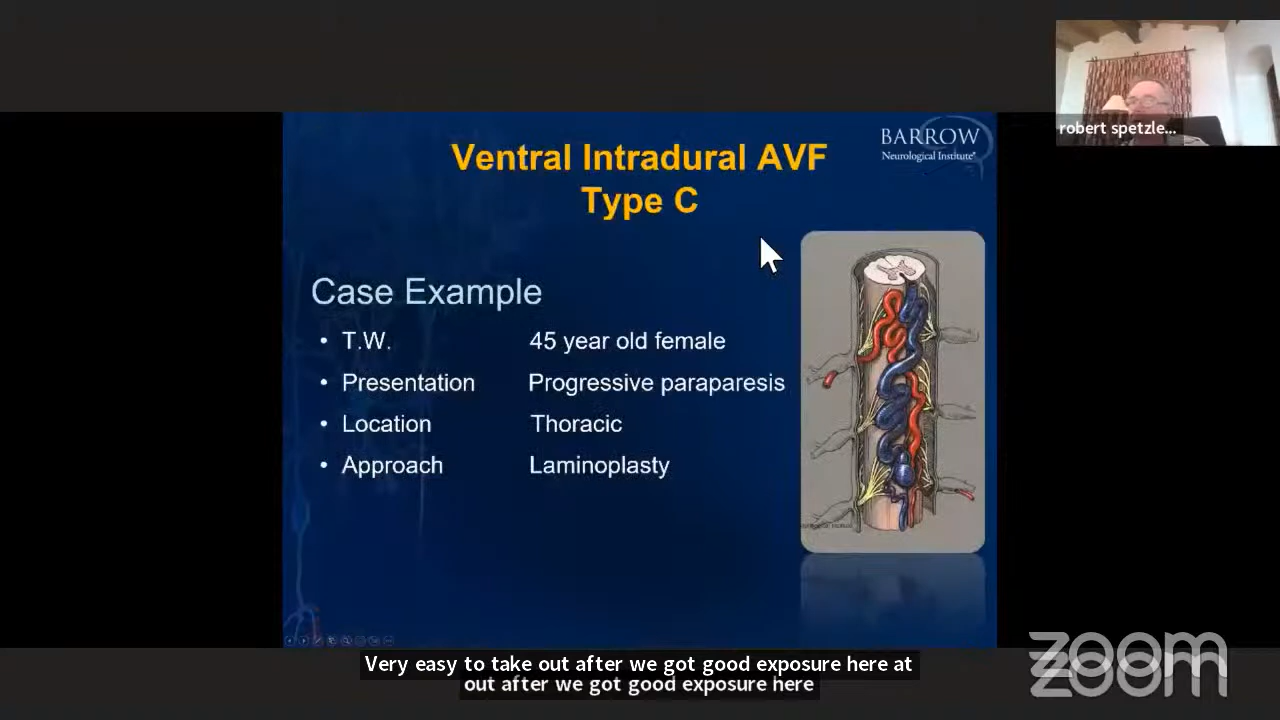 robert spetzle...
BARROW
Neurological Institute®
Ventral Intradural AVF
Type C
Case Example
• T.W. 45 year old female
• Presentation Progressive paraparesis
• Location Thoracic
• Approach Laminoplasty
zoom
Very easy to take out after we got good exposure here at
out after we got good exposure here